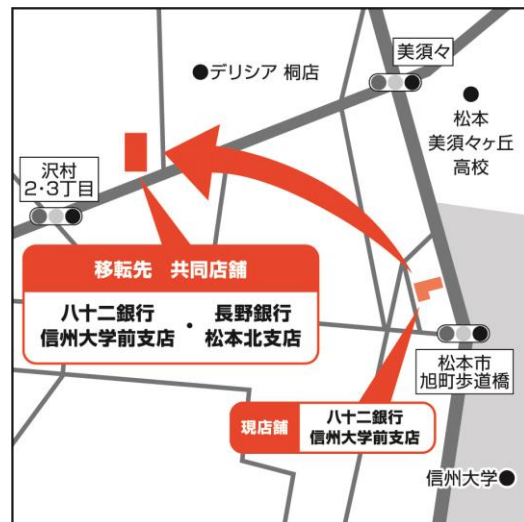 美須々
デリシア 桐店
松本
美須々ヶ丘
高校
沢村
2・3丁目
移転先 共同店舗
八十二銀行
信州大学前支店
・
長野銀行
松本北支店
松本市
旭町歩道橋
現店舗
八十二銀行
信州大学前支店
信州大学